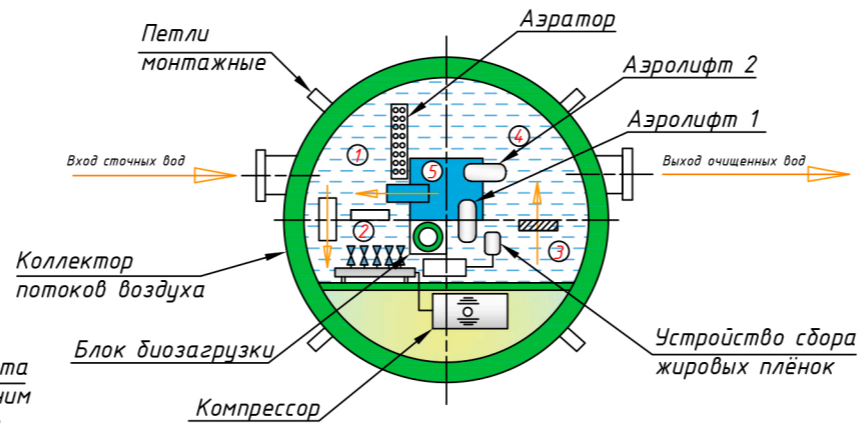 Аэратор
Петли
монтажные
Аэролифт 2
Аэролифт 1
4
1
Вход сточных вод
Выход очищенных вод
5
2
3
Коллектор
потоков воздуха
Блок биозагрузки
Устройство сбора
жировых плёнок
Компрессор